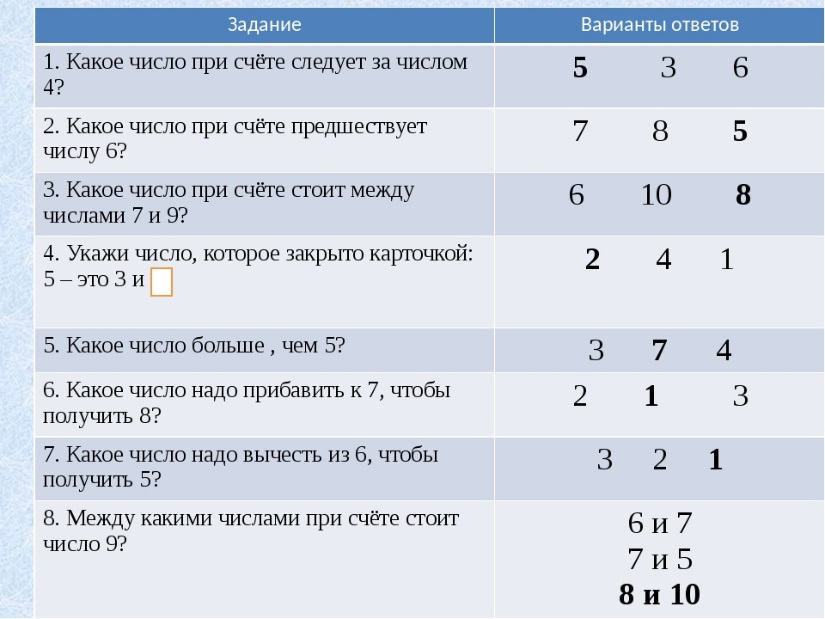 Задание
Варианты ответов
1. Какое число при счёте следует за числом
4?
5 3 6
2. Какое число при счёте предшествует
числу 6?
7 8 5
3. Какое число при счёте стоит между
числами 7 и 9?
6 10 8
4. Укажи число, которое закрыто карточкой:
5 – это 3 и
2 4 1
5. Какое число больше , чем 5?
3 7 4
6. Какое число надо прибавить к 7, чтобы
получить 8?
2 1 3
7. Какое число надо вычесть из 6, чтобы
получить 5?
3 2 1
8. Между какими числами при счёте стоит
число 9?
6 и 7
7 и 5
8 и 10